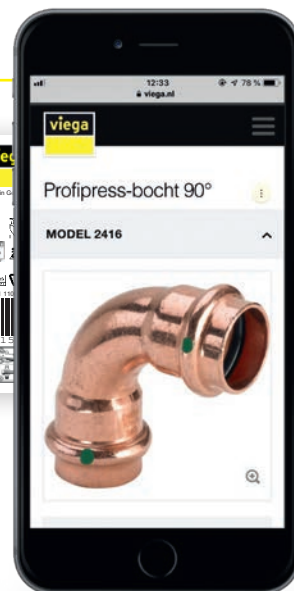 12:33
78 %
viega.nl
viega
Profipress-bocht 90°
MODEL 2416